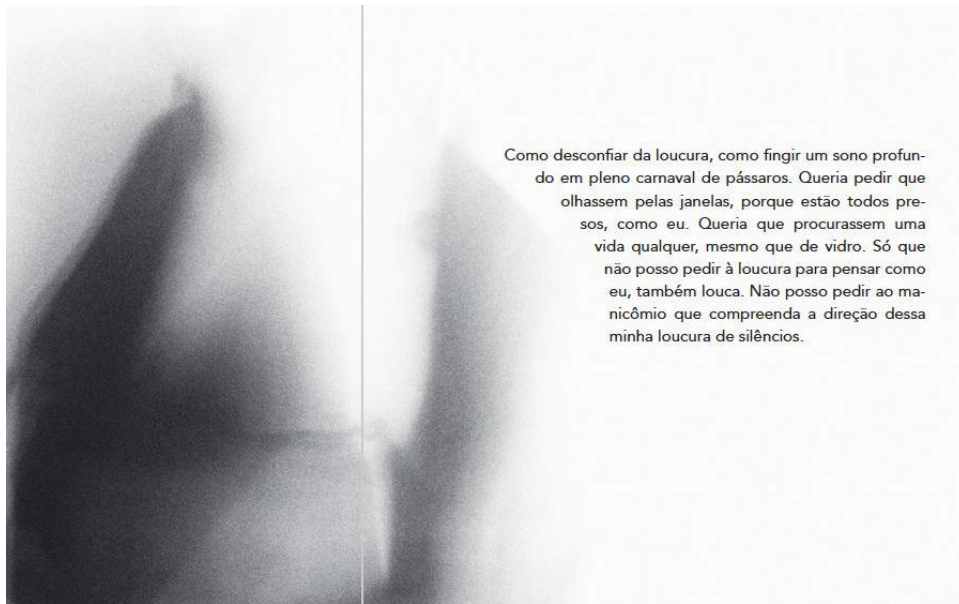 Como desconfiar da loucura, como fingir um sono profun-
do em pleno carnaval de pássaros. Queria pedir que
olhassem pelas janelas, porque estão todos pre-
sos, como eu. Queria que procurassem uma
vida qualquer, mesmo que de vidro. Só que
não posso pedir à loucura para pensar como
eu, também louca. Não posso pedir ao ma-
nicômio que compreenda a direção dessa
minha loucura de silêncios.